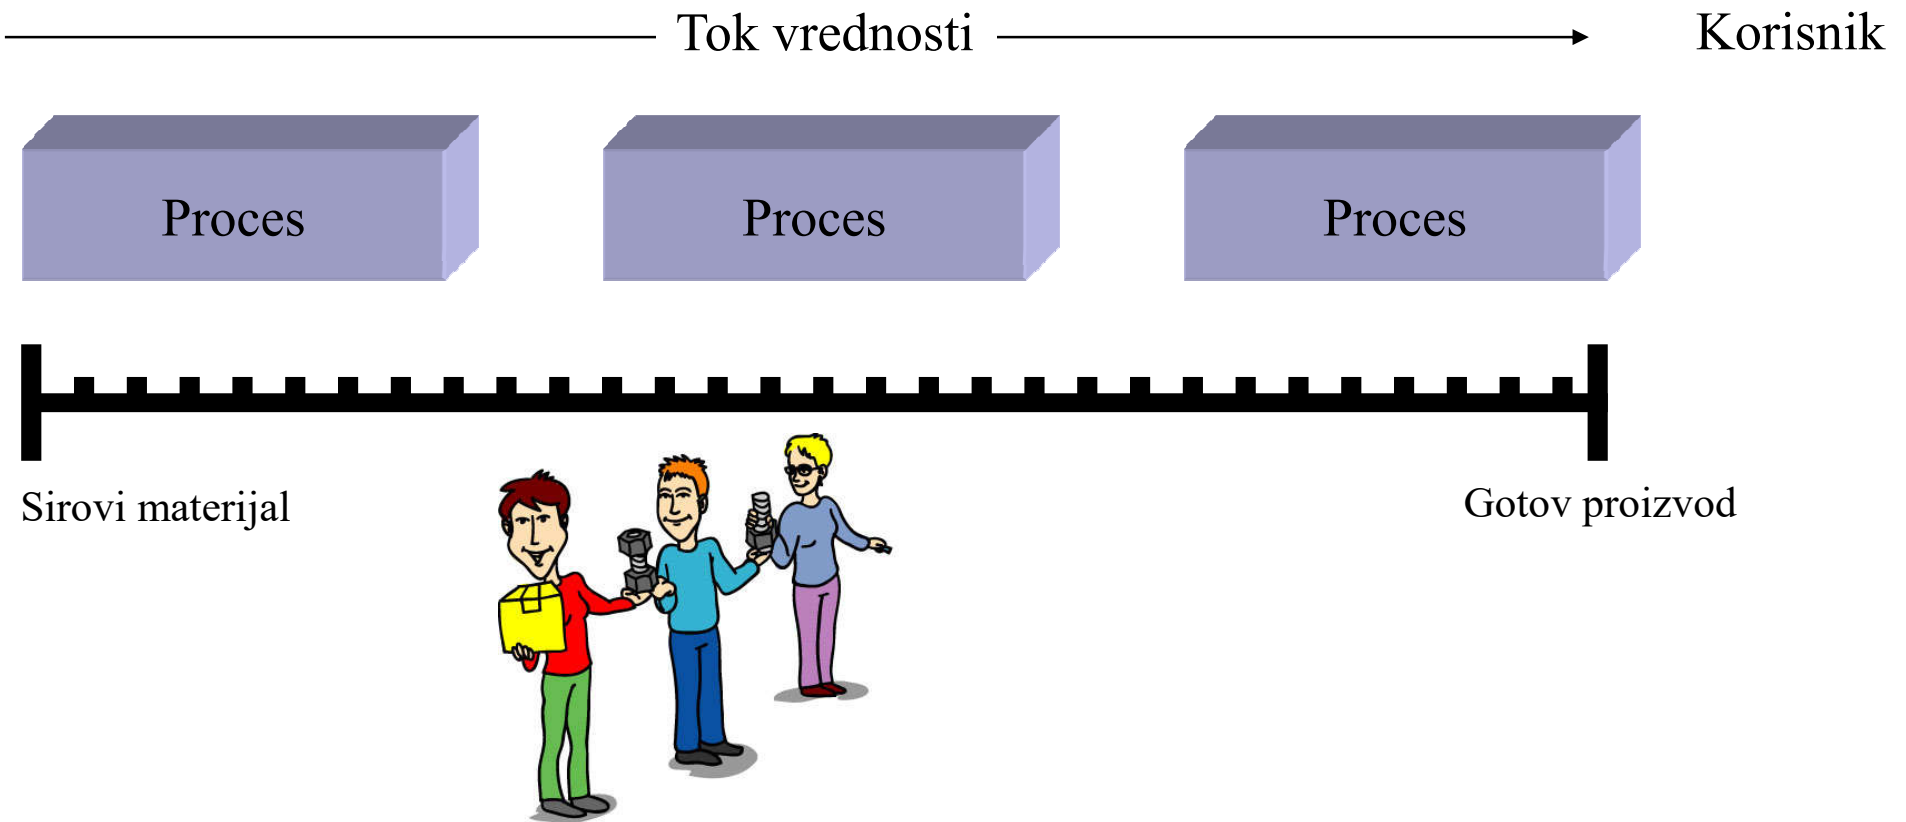 Tok vrednosti
Korisnik
Proces
Proces
Proces
Sirovi materijal
Gotov proizvod